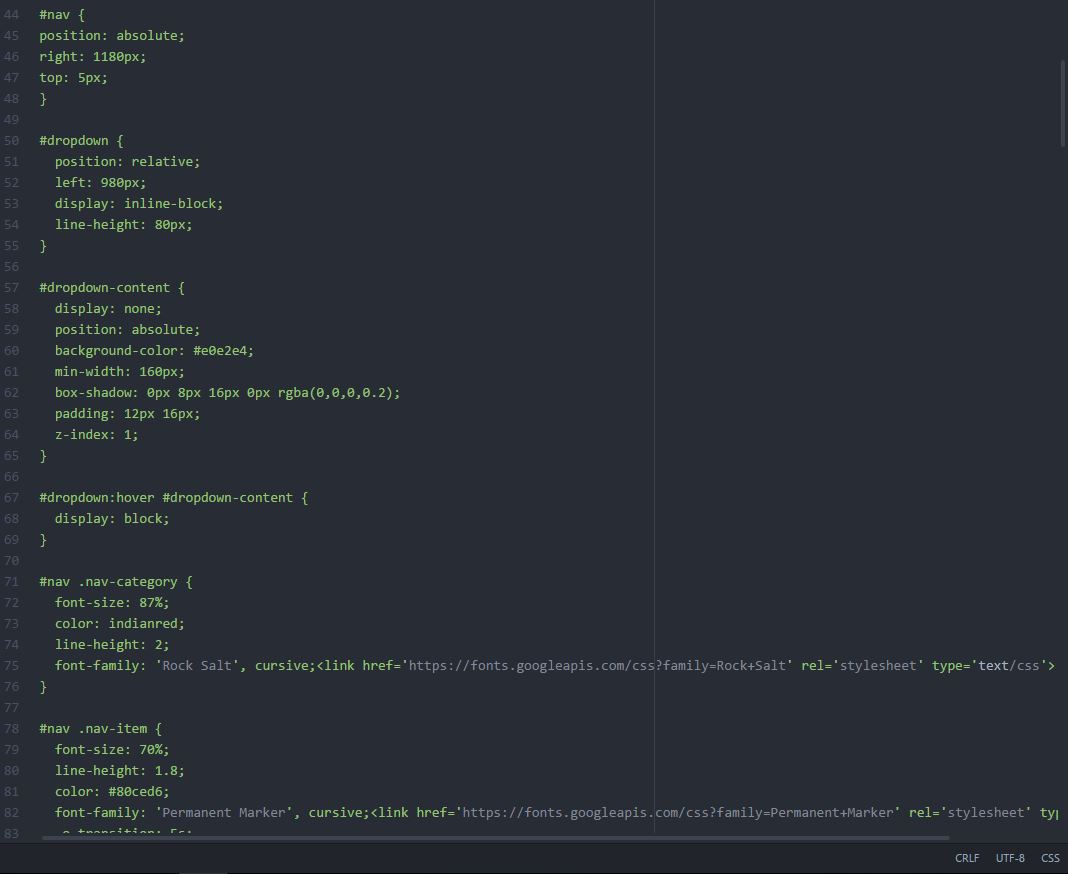 44 #nav {
45 position: absolute;
46 right: 1180px;
47 top: 5px;
48 }
49
50 #dropdown {
51 position: relative;
52 left: 980px;
53 display: inline-block;
54 line-height: 80px;
55 }
56
57 #dropdown-content {
58 display: none;
59 position: absolute;
60 background-color: #e0e2e4;
61 min-width: 160px;
62 box-shadow: 0px 8px 16px 0px rgba(0,0,0,0.2);
63 padding: 12px 16px;
64 z-index: 1;
65 }
66
67 #dropdown:hover #dropdown-content {
68 display: block;
69 }
70
71 #nav .nav-category {
72 font-size: 87%;
73 color: indianred;
74 line-height: 2;
75 font-family: 'Rock Salt', cursive;<link href='https://fonts.googleapis.com/css?family=Rock+Salt' rel='stylesheet' type='text/css'>
76 }
77
78 #nav .nav-item {
79 font-size: 70%;
80 line-height: 1.8;
81 color: #80ced6;
82 font-family: 'Permanent Marker', cursive;<link href='https://fonts.googleapis.com/css?family=Permanent+Marker' rel='stylesheet' typ
83 -o-transition: 5s;
CRLF UTF-8 CSS